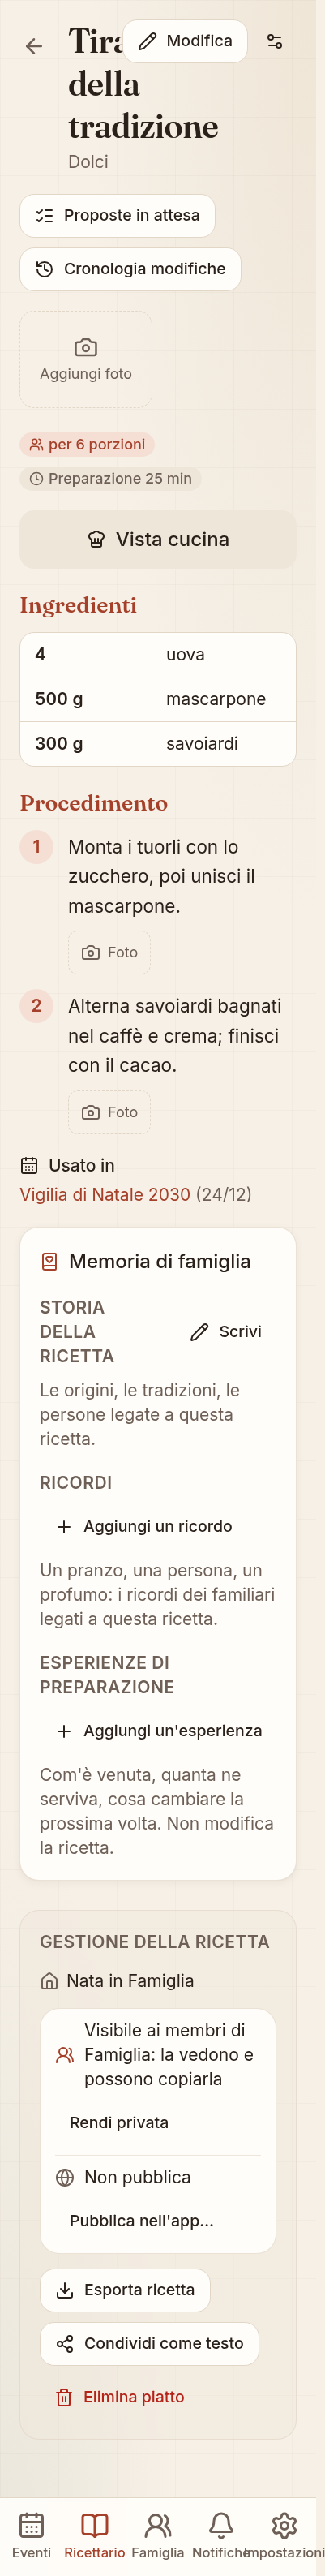 Tira
Modifica
della
tradizione
Dolci
Proposte in attesa
Cronologia modifiche
Aggiungi foto
per 6 porzioni
Preparazione 25 min
Vista cucina
Ingredienti
4 uova
500 g mascarpone
300 g savoiardi
Procedimento
1 Monta i tuorli con lo
zucchero, poi unisci il
mascarpone.
Foto
2 Alterna savoiardi bagnati
nel caffè e crema; finisci
con il cacao.
Foto
Usato in
Vigilia di Natale 2030 (24/12)
Memoria di famiglia
STORIA
DELLA
RICETTA
Scrivi
Le origini, le tradizioni, le
persone legate a questa
ricetta.
RICORDI
Aggiungi un ricordo
Un pranzo, una persona, un
profumo: i ricordi dei familiari
legati a questa ricetta.
ESPERIENZE DI
PREPARAZIONE
Aggiungi un'esperienza
Com'è venuta, quanta ne
serviva, cosa cambiare la
prossima volta. Non modifica
la ricetta.
GESTIONE DELLA RICETTA
Nata in Famiglia
Visibile ai membri di
Famiglia: la vedono e
possono copiarla
Rendi privata
Non pubblica
Pubblica nell'app...
Esporta ricetta
Condividi come testo
Elimina piatto
Eventi Ricettario Famiglia Notifiche Impostazioni